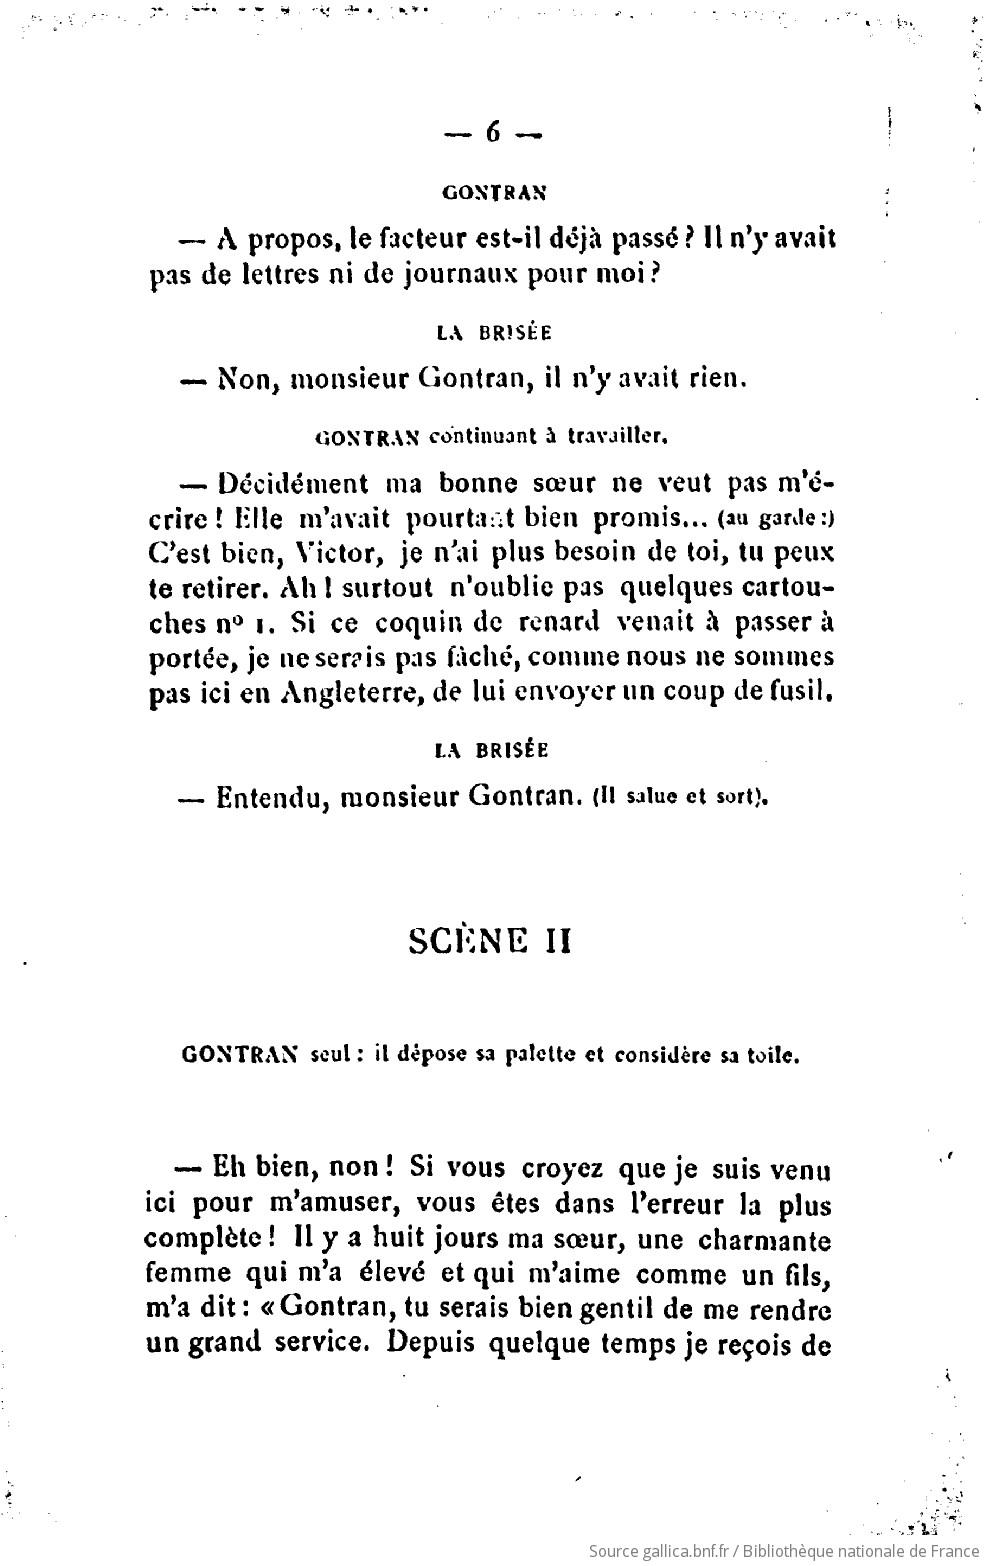 — 6 —
GONTRAN
— A propos, le facteur est-il déjà passé ? Il n'y avait
pas de lettres ni de journaux pour moi ?
LA BRISÉE
— Non, monsieur Gontran, il n'y avait rien.
GONTRAN continuant à travailler.
— Décidément ma bonne sœur ne veut pas m'é-
crire ! Elle m'avait pourtant bien promis... (au garde :)
C'est bien, Victor, je n'ai plus besoin de toi, tu peux
te retirer. Ah ! surtout n'oublie pas quelques cartou-
ches nº 1. Si ce coquin de renard venait à passer à
portée, je ne serais pas fâché, comme nous ne sommes
pas ici en Angleterre, de lui envoyer un coup de fusil.
LA BRISÉE
— Entendu, monsieur Gontran. (Il salue et sort).
SCÈNE II
GONTRAN seul : il dépose sa palette et considère sa toile.
— Eh bien, non ! Si vous croyez que je suis venu
ici pour m'amuser, vous êtes dans l'erreur la plus
complète ! Il y a huit jours ma sœur, une charmante
femme qui m'a élevé et qui m'aime comme un fils,
m'a dit : « Gontran, tu serais bien gentil de me rendre
un grand service. Depuis quelque temps je reçois de
Source gallica.bnf.fr / Bibliothèque nationale de France